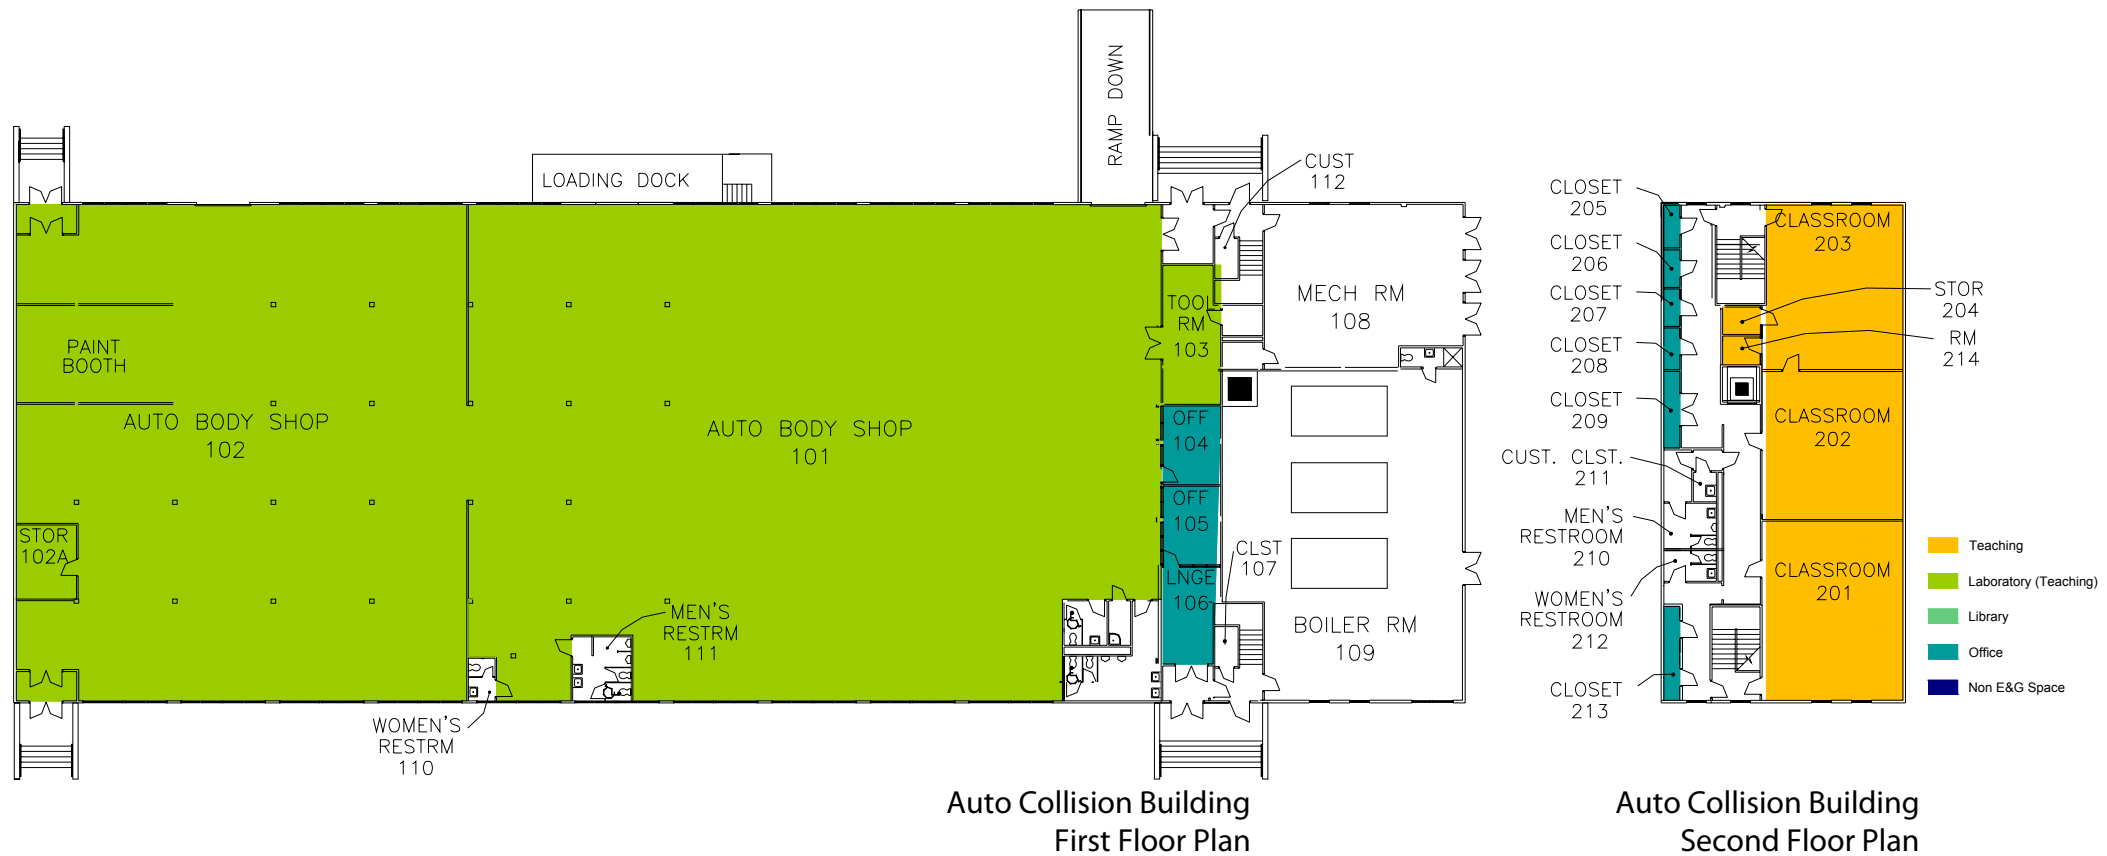 RAMP DOWN
LOADING DOCK
CUST
112
TOOL
RM
103
MECH RM
108
PAINT
BOOTH
AUTO BODY SHOP
102
AUTO BODY SHOP
101
OFF
104
OFF
105
STOR
102A
CLST
107
LNGE
106
MEN'S
RESTRM
111
BOILER RM
109
WOMEN'S
RESTRM
110
Auto Collision Building
First Floor Plan
CLOSET
205
CLOSET
206
CLOSET
207
CLOSET
208
CLOSET
209
CUST. CLST.
211
MEN'S
RESTROOM
210
WOMEN'S
RESTROOM
212
CLOSET
213
CLASSROOM
203
STOR
204
RM
214
CLASSROOM
202
CLASSROOM
201
Teaching
Laboratory (Teaching)
Library
Office
Non E&G Space
Auto Collision Building
Second Floor Plan